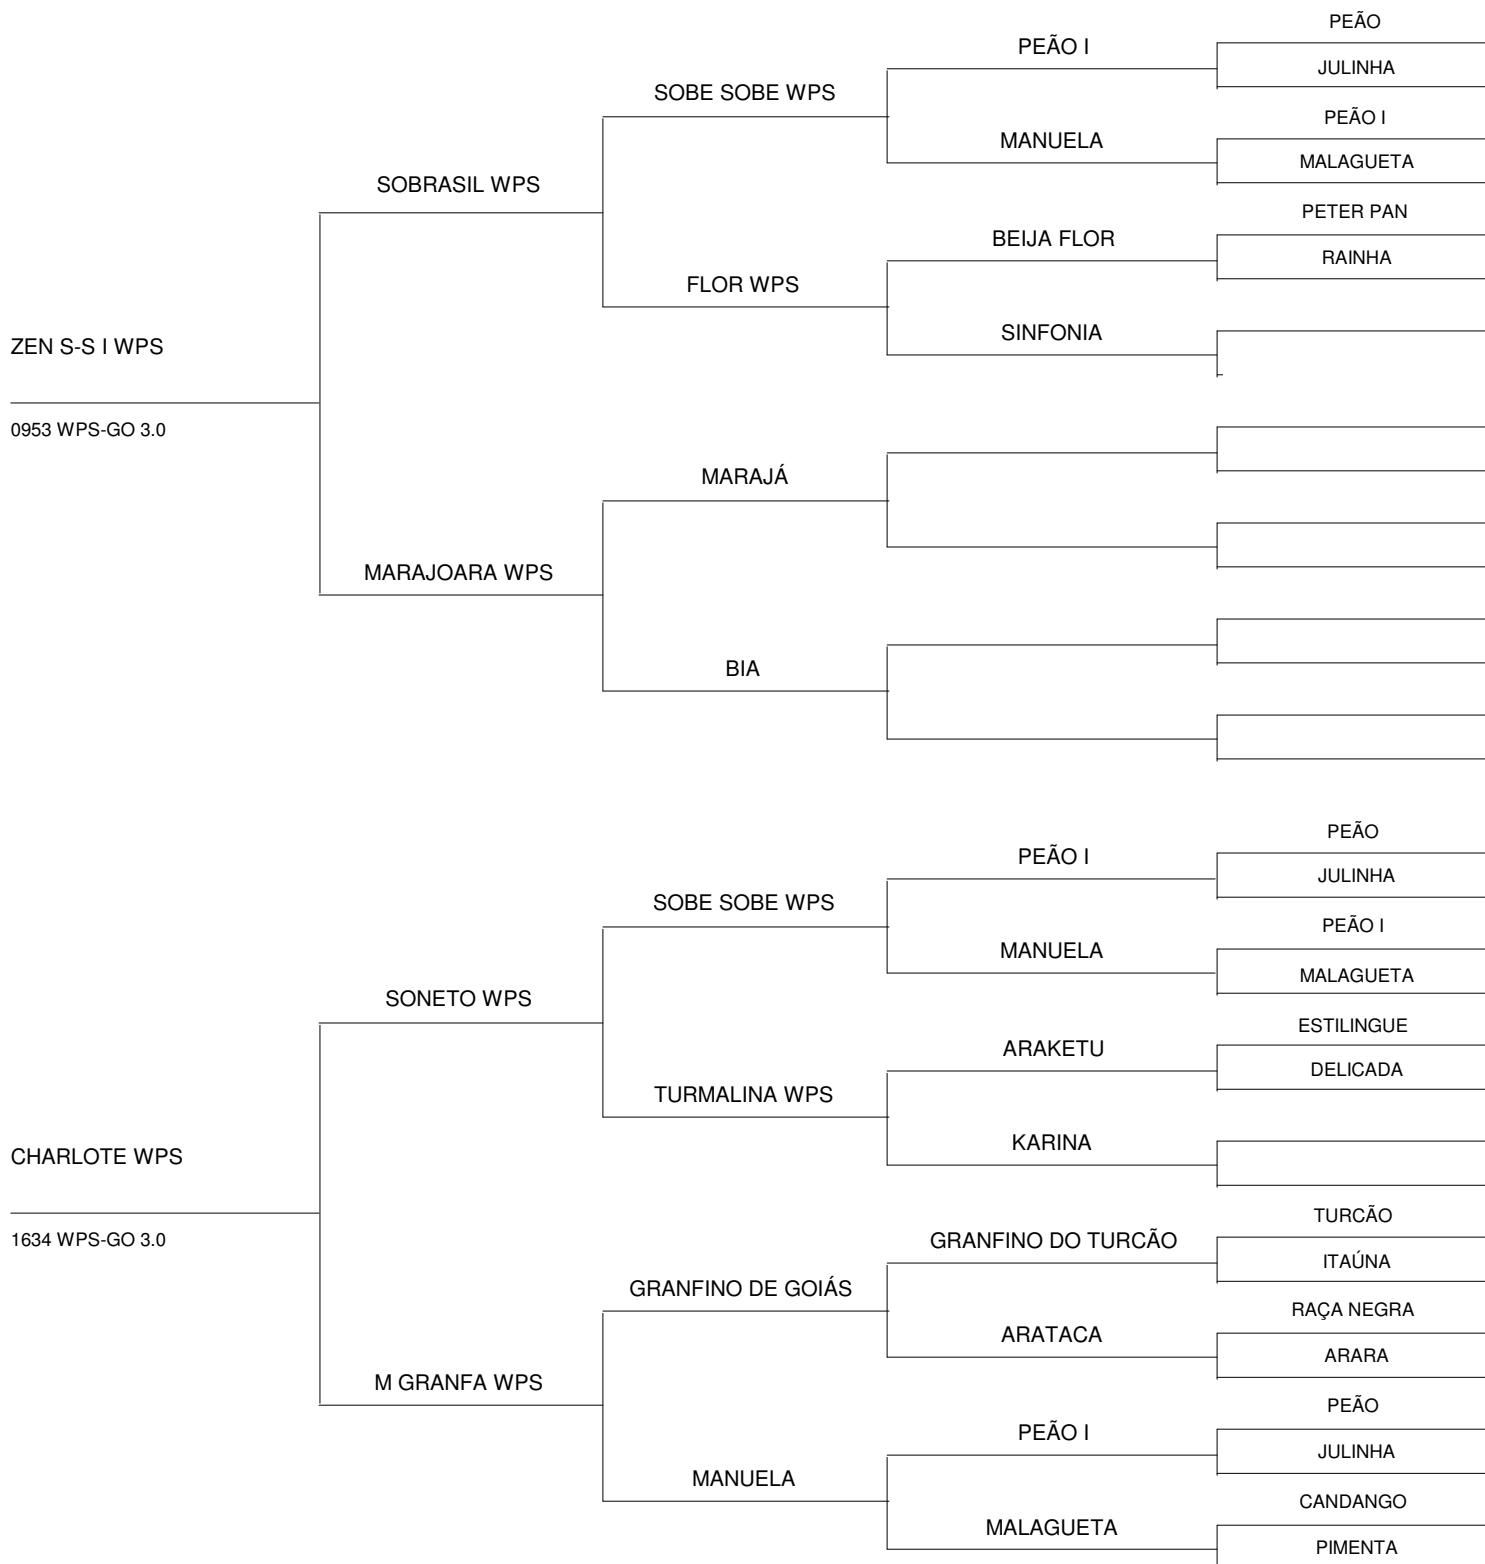 PEÃO
PEÃO I
JULINHA
SOBE SOBE WPS
PEÃO I
MANUELA
MALAGUETA
SOBRASIL WPS
PETER PAN
BEIJA FLOR
RAINHA
FLOR WPS
SINFONIA
ZEN S-S I WPS
0953 WPS-GO 3.0
MARAJÁ
MARAJOARA WPS
BIA
PEÃO
PEÃO I
JULINHA
SOBE SOBE WPS
PEÃO I
MANUELA
MALAGUETA
SONETO WPS
ESTILINGUE
ARAKETU
DELICADA
TURMALINA WPS
KARINA
CHARLOTE WPS
1634 WPS-GO 3.0
TURCÃO
GRANFINO DO TURCÃO
ITAÚNA
GRANFINO DE GOIÁS
RAÇA NEGRA
ARATACA
ARARA
M GRANFA WPS
PEÃO
PEÃO I
JULINHA
MANUELA
CANDANGO
MALAGUETA
PIMENTA